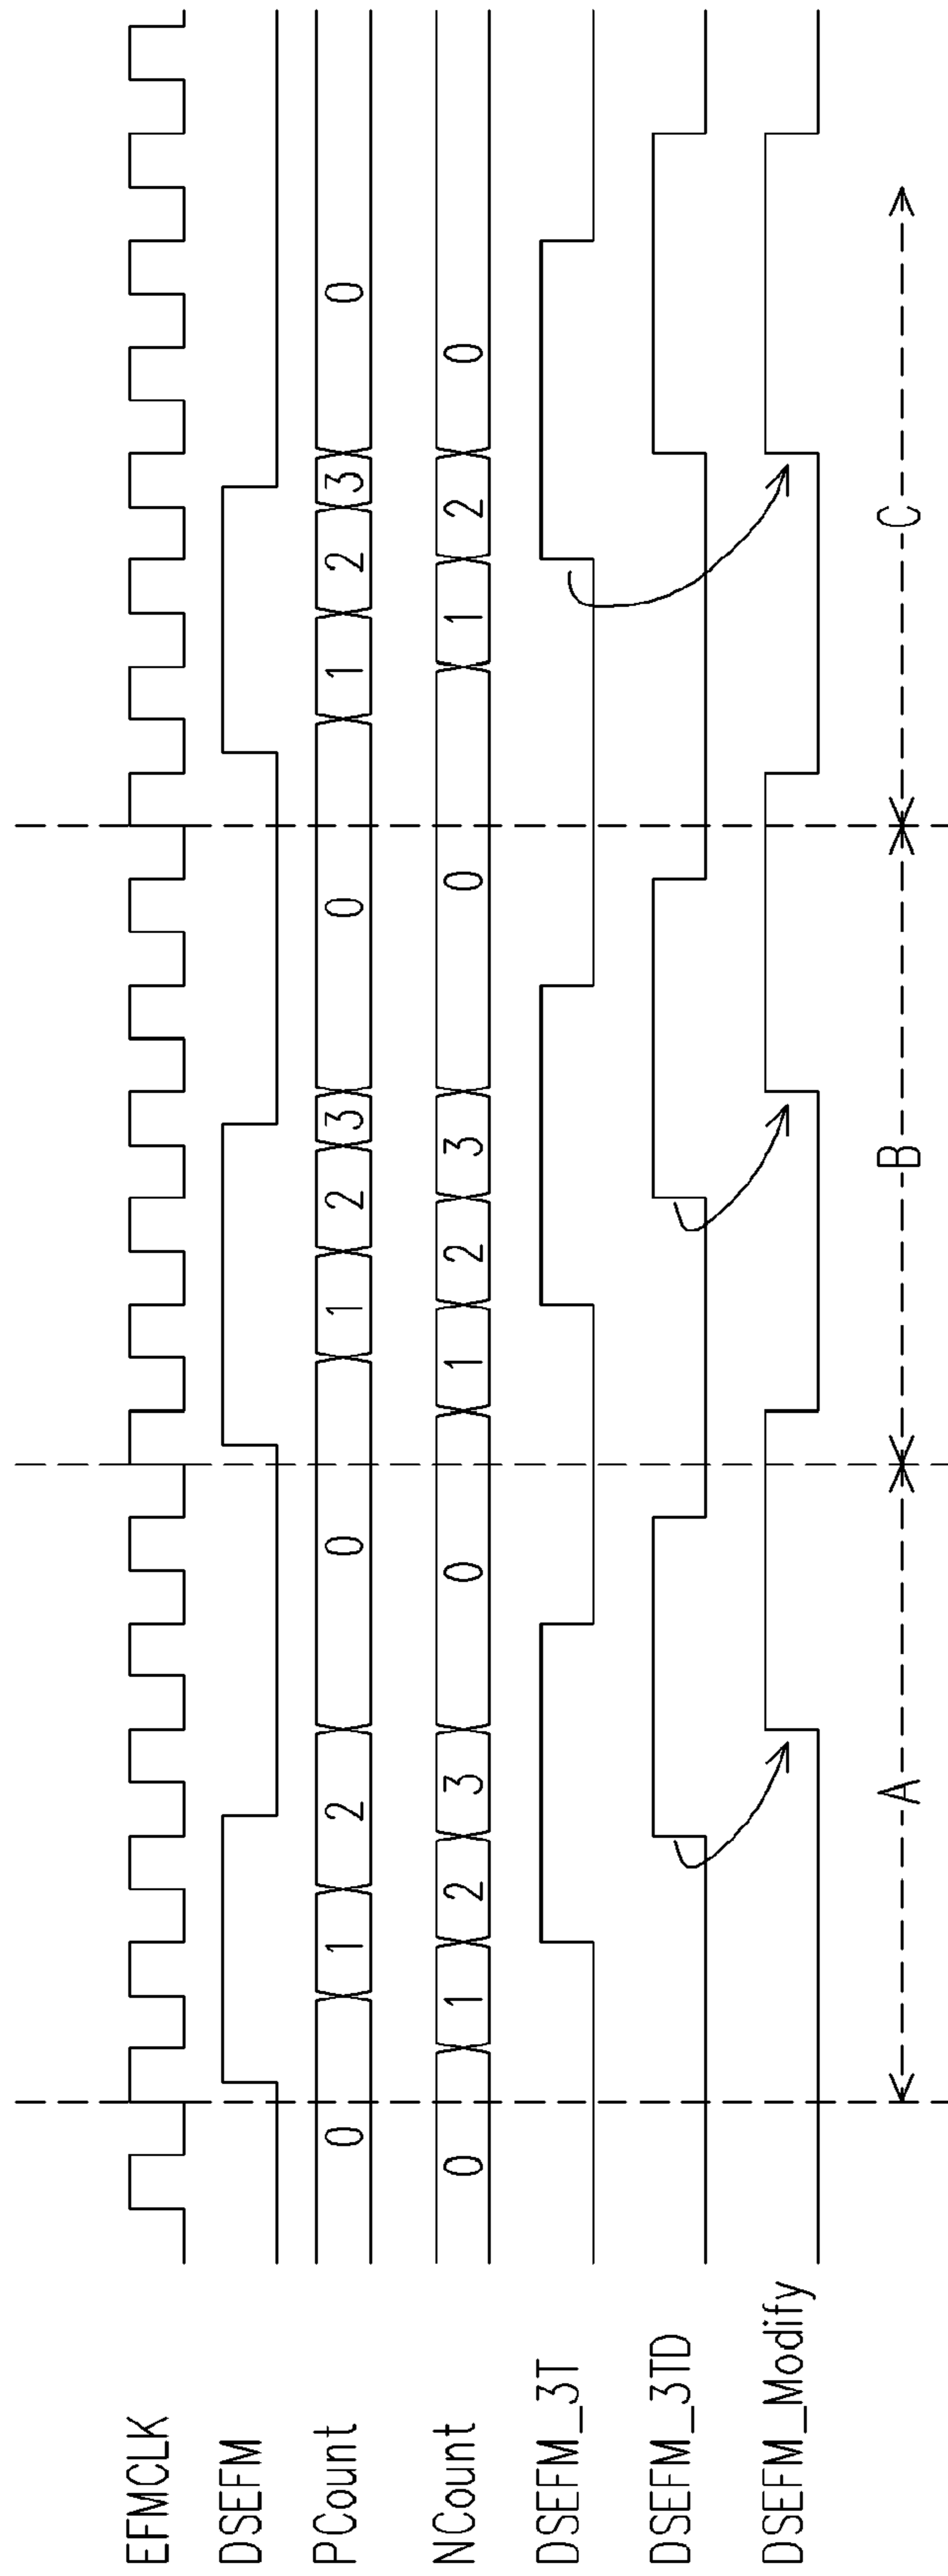 EFMCLK
DSEFM
PCount 0 1 2 0 1 2 3 0 1 2 3 0
NCount 0 1 2 3 0 1 2 3 0 1 2 0
DSEFM_3T
DSEFM_3TD
DSEFM_Modify
A B C